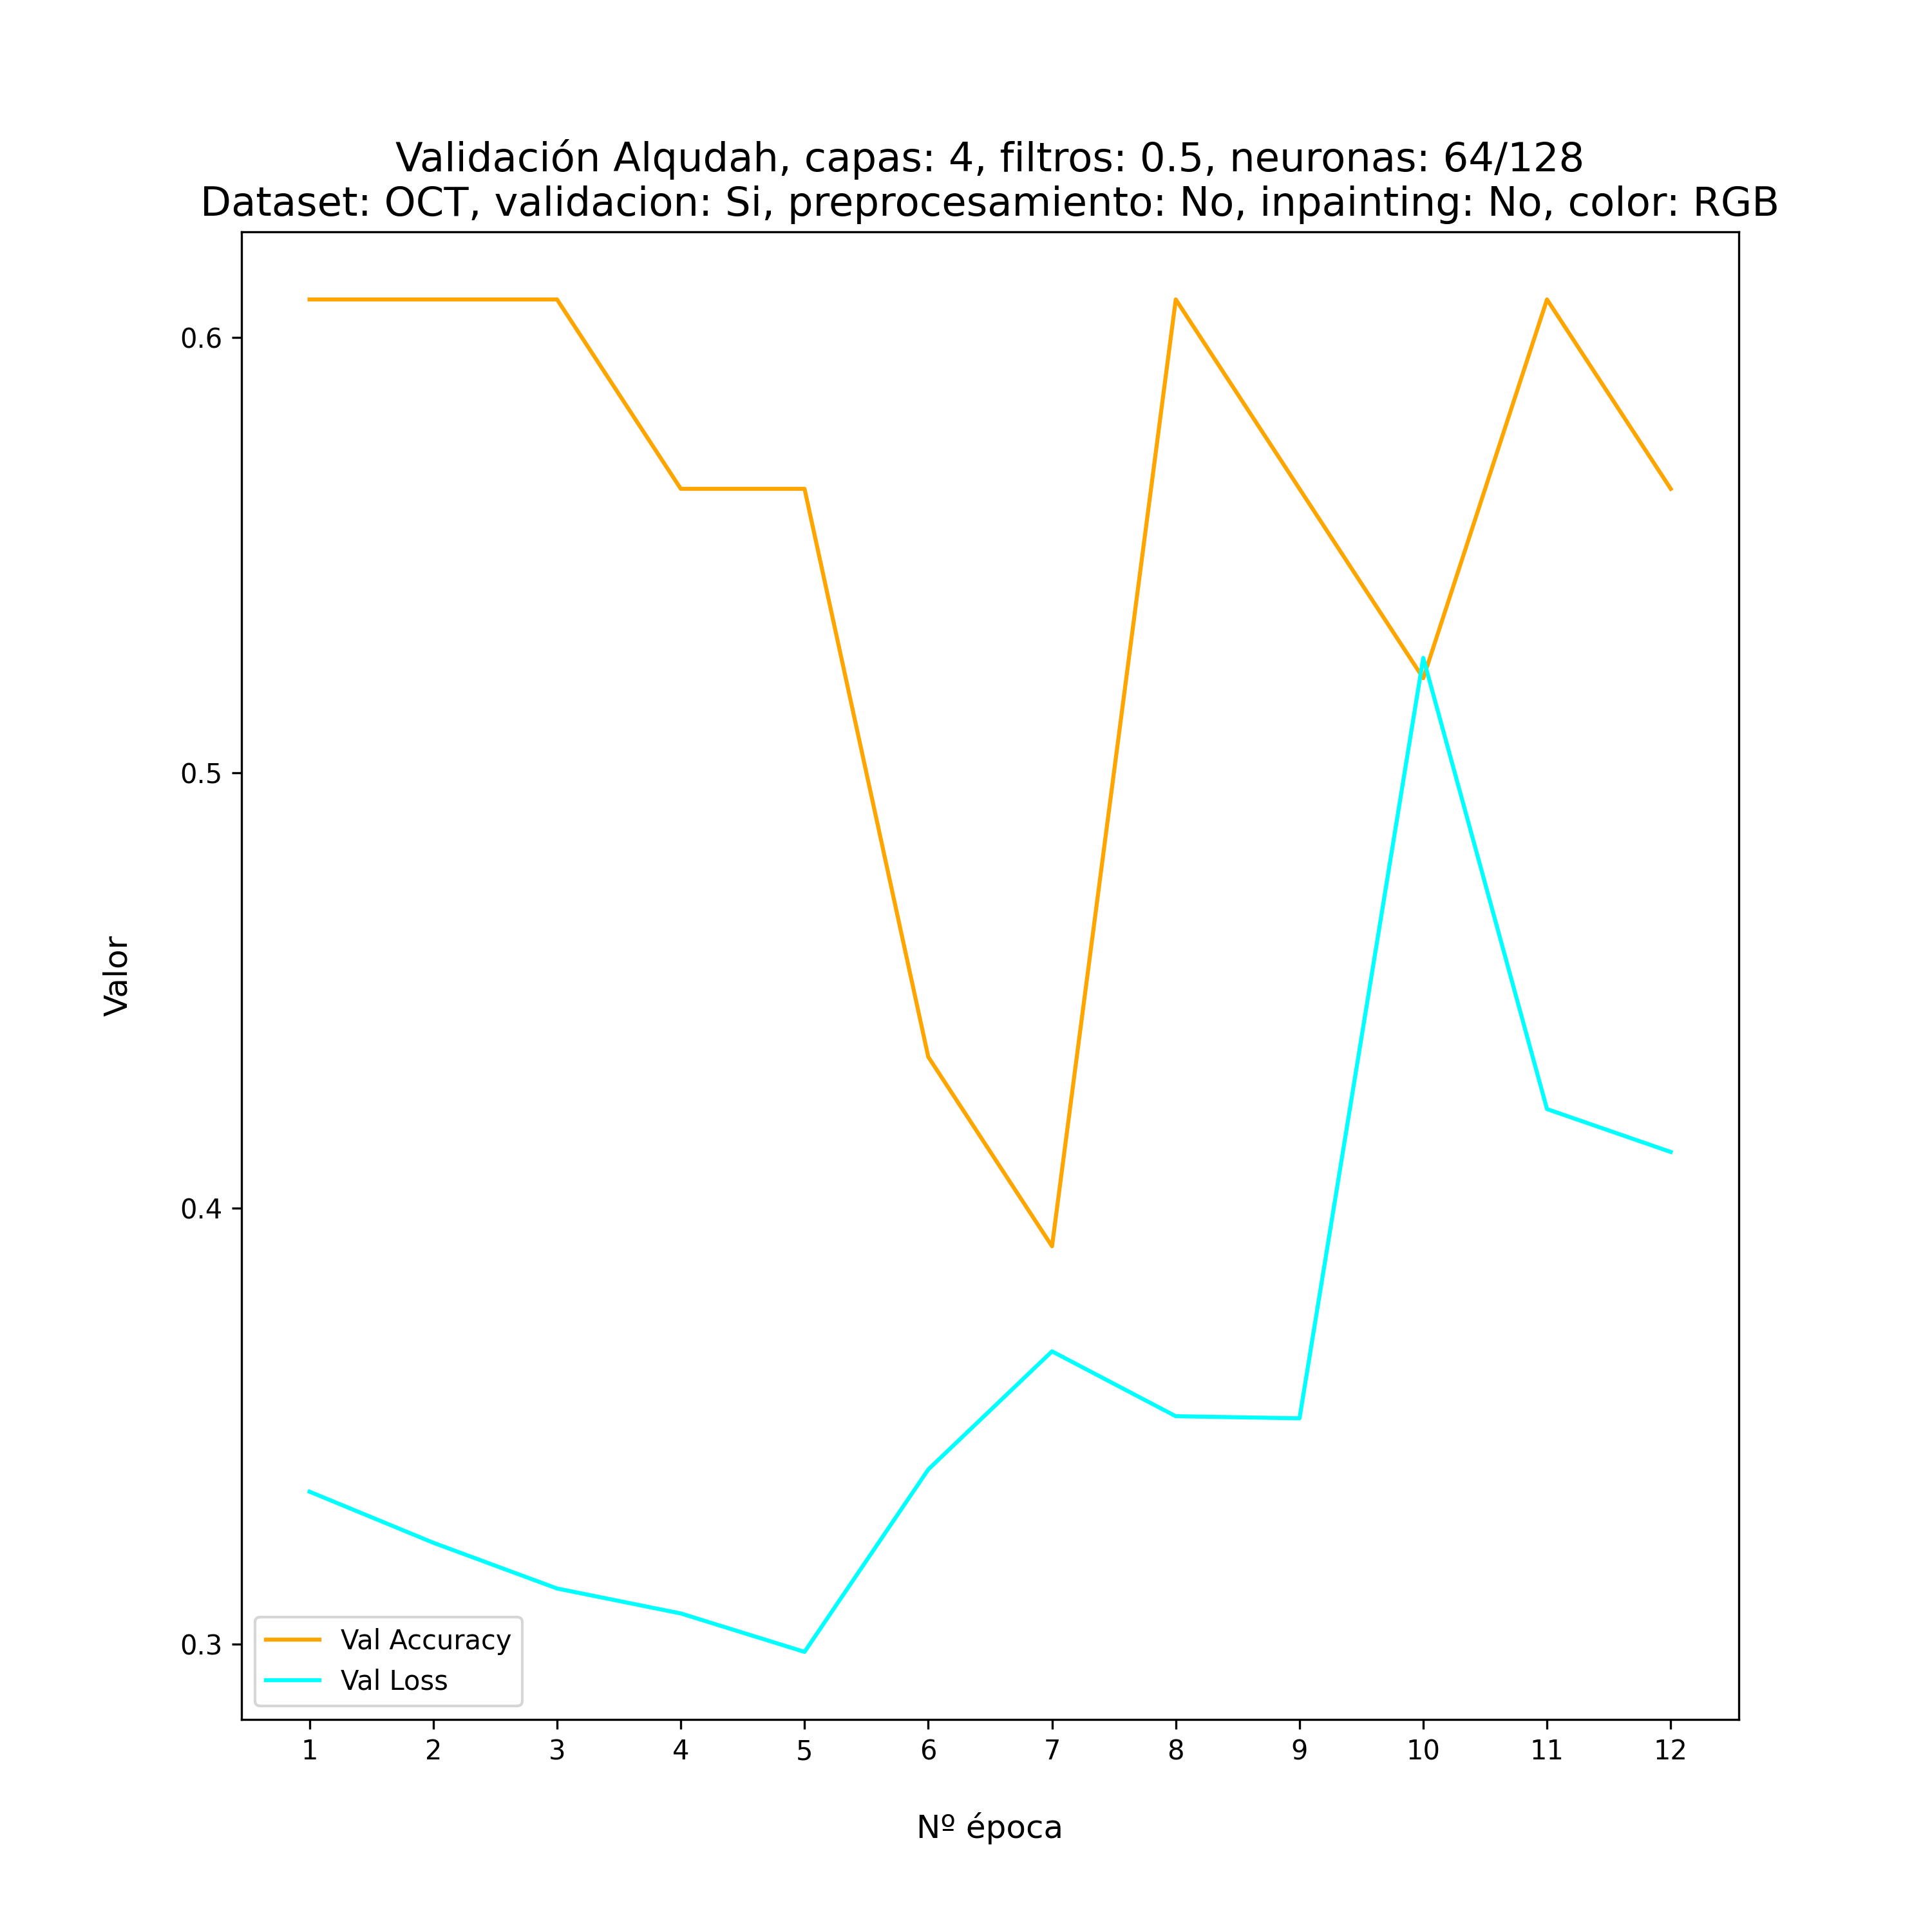 Validación Alqudah, capas: 4, filtros: 0.5, neuronas: 64/128
Dataset: OCT, validacion: Si, preprocesamiento: No, inpainting: No, color: RGB
0.6
0.5
0.4
0.3
Valor
Val Accuracy
Val Loss
1 2 3 4 5 6 7 8 9 10 11 12
Nº época